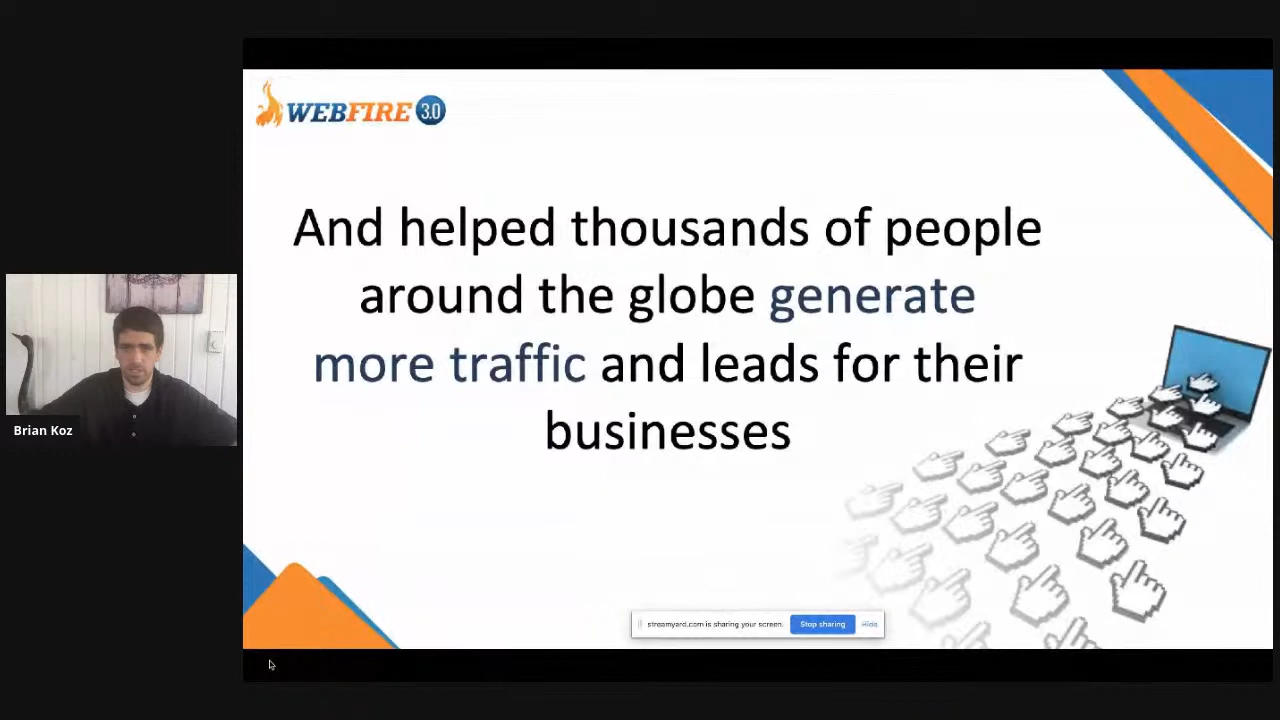 WEBFIRE 3.0
And helped thousands of people
around the globe generate
more traffic and leads for their
businesses
Brian Koz
streamyard.com is sharing your screen. Stop sharing Hide